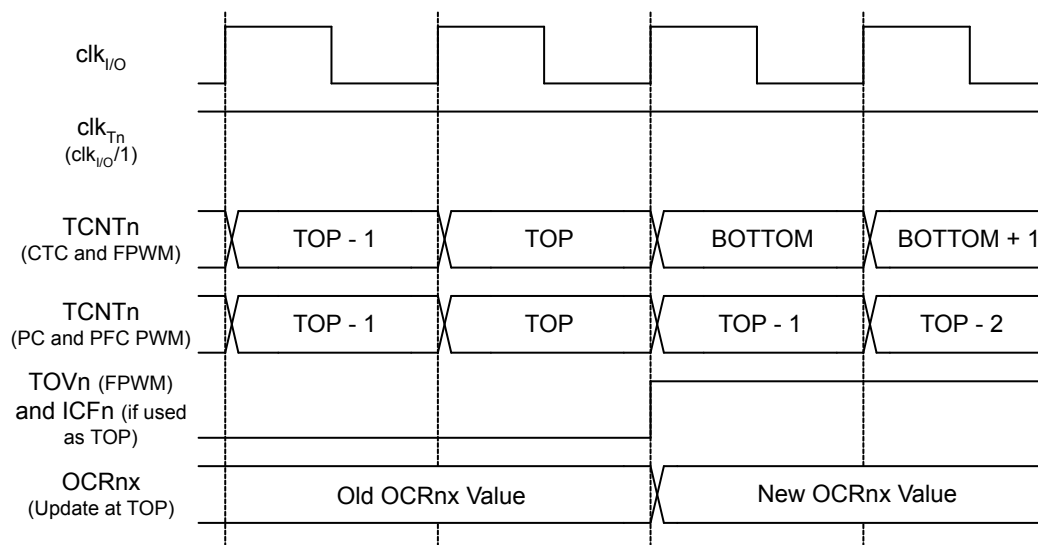 clkI/O
clkTn
(clkI/O/1)
TCNTn
(CTC and FPWM)
TOP - 1
TOP
BOTTOM
BOTTOM + 1
TCNTn
(PC and PFC PWM)
TOP - 1
TOP
TOP - 1
TOP - 2
TOVn (FPWM)
and ICFn (if used
as TOP)
OCRnx
(Update at TOP)
Old OCRnx Value
New OCRnx Value